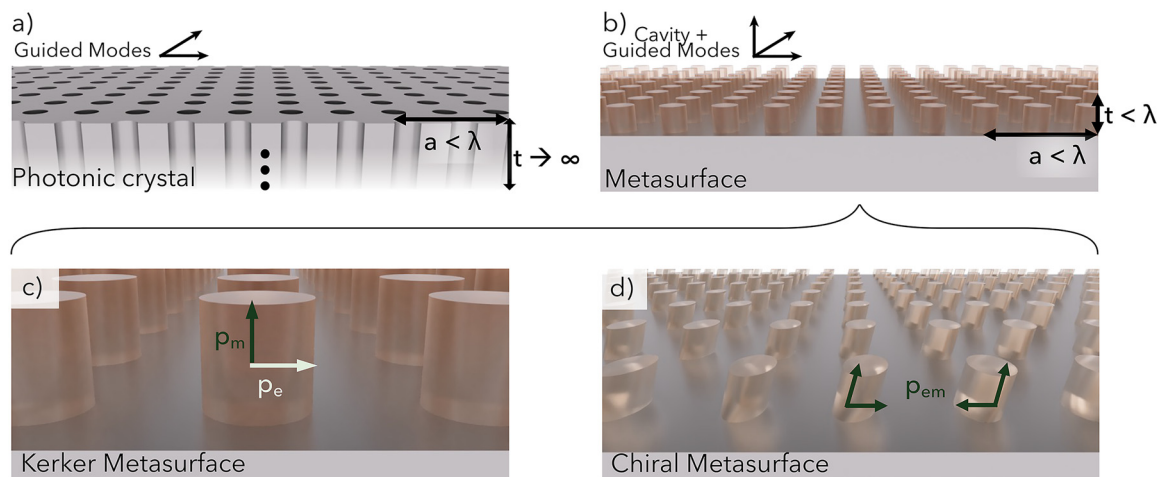 a)
Guided Modes
a < λ
t → ∞
Photonic crystal
b)
Cavity +
Guided Modes
t < λ
a < λ
Metasurface
c)
pm
pe
Kerker Metasurface
d)
pem
Chiral Metasurface